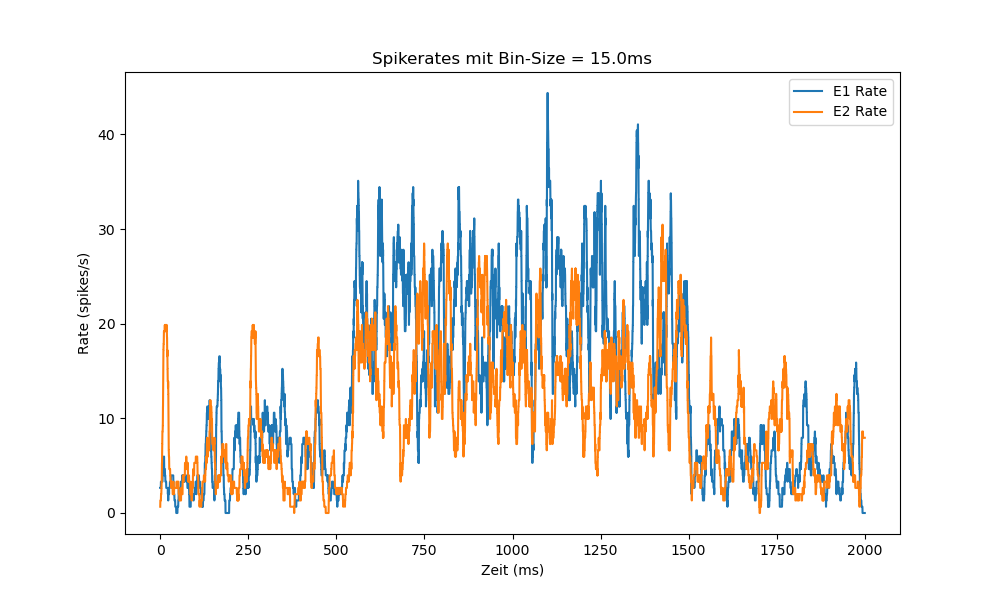 Spikerates mit Bin-Size = 15.0ms
E1 Rate
E2 Rate
40
30
20
10
0
Rate (spikes/s)
0 250 500 750 1000 1250 1500 1750 2000
Zeit (ms)